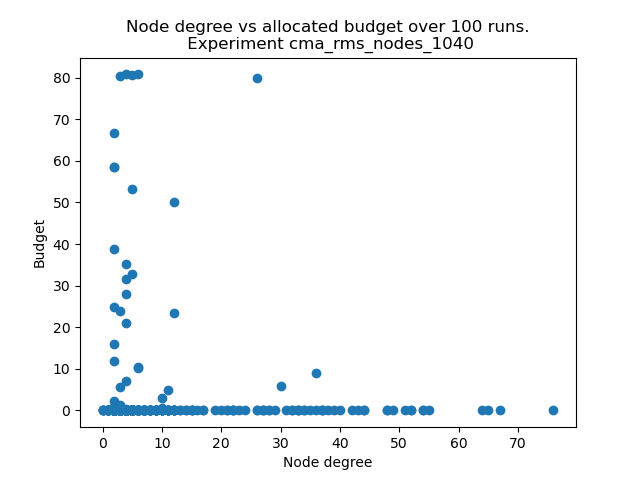 Node degree vs allocated budget over 100 runs.
Experiment cma_rms_nodes_1040
80
70
60
50
40
30
20
10
0
Budget
0 10 20 30 40 50 60 70
Node degree